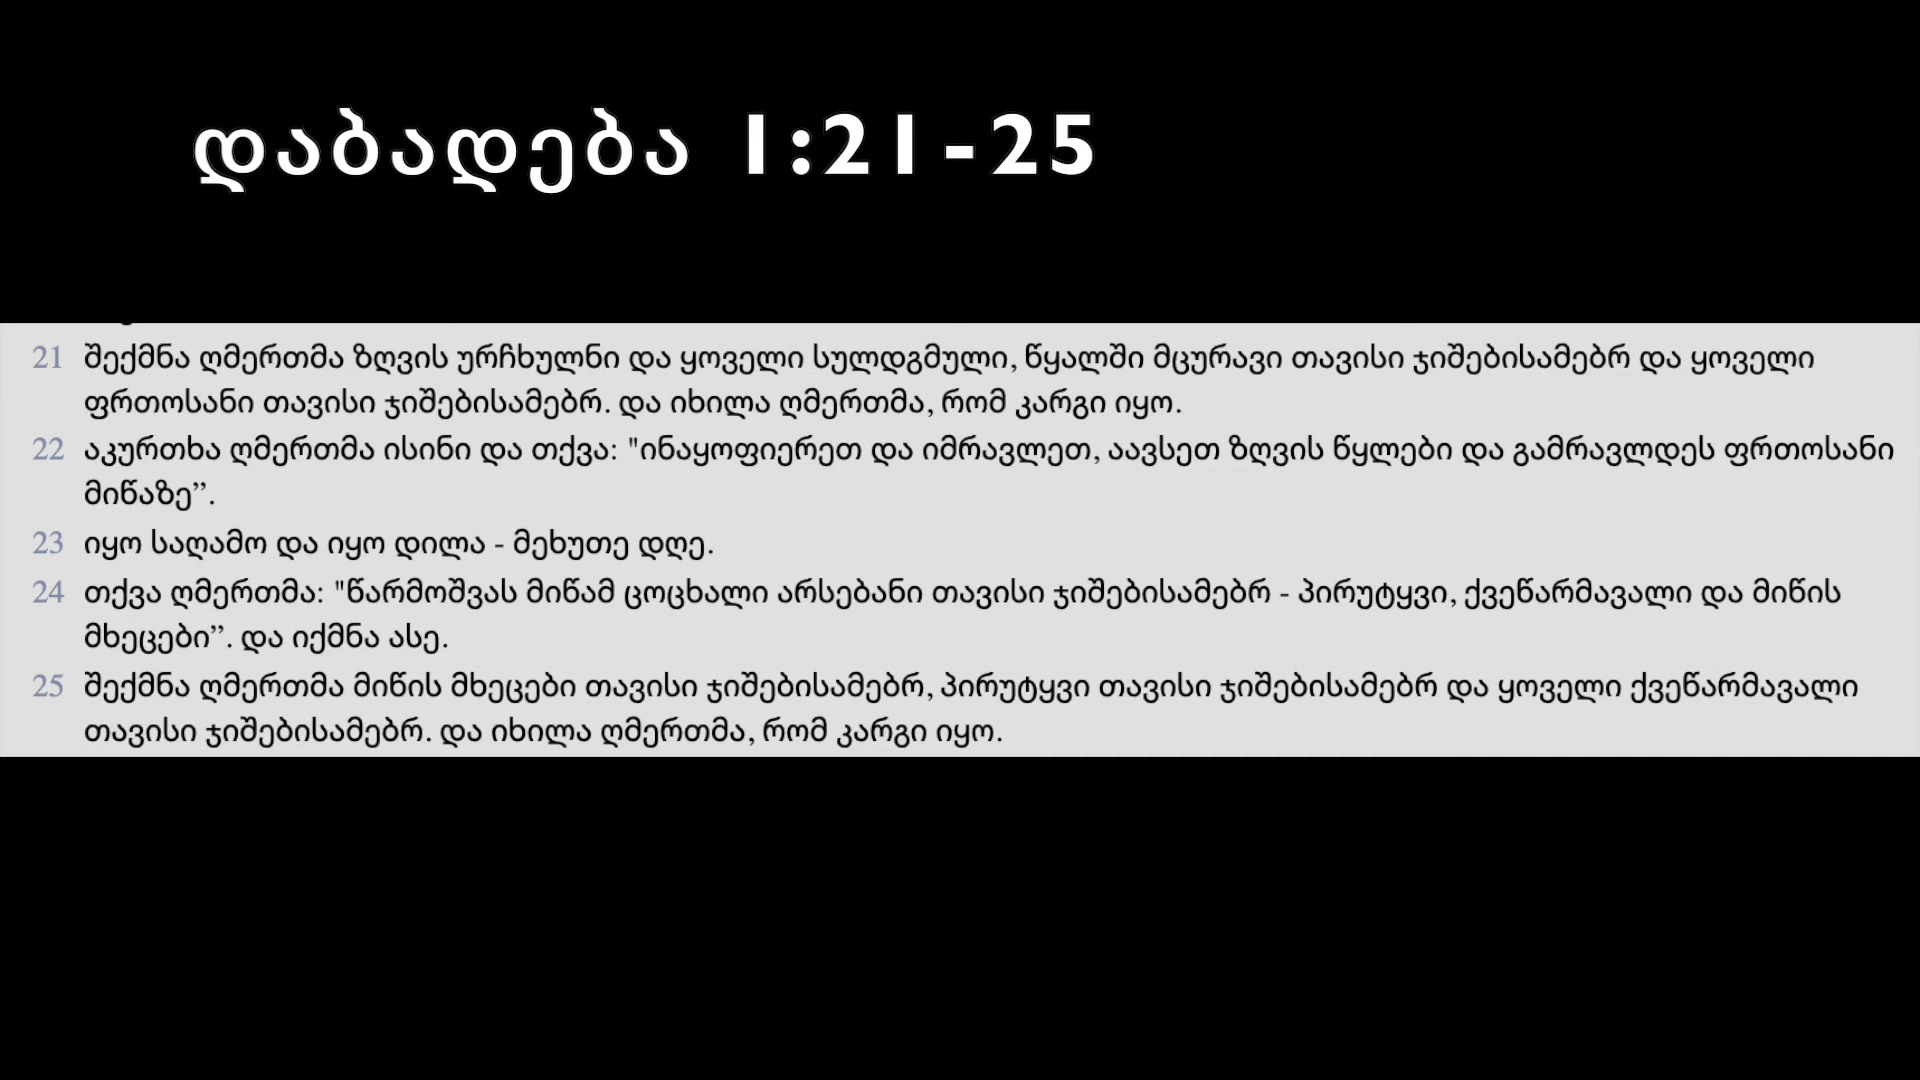 დაბადება 1:21-25
21 შექმნა ღმერთმა ზღვის ურჩხულნი და ყოველი სულდგმული, წყალში მცურავი თავისი ჯიშებისამებრ და ყოველი
ფრთოსანი თავისი ჯიშებისამებრ. და იხილა ღმერთმა, რომ კარგი იყო.
22 აკურთხა ღმერთმა ისინი და თქვა: "ინაყოფიერეთ და იმრავლეთ, აავსეთ ზღვის წყლები და გამრავლდეს ფრთოსანი
მიწაზე”.
23 იყო საღამო და იყო დილა - მეხუთე დღე.
24 თქვა ღმერთმა: "წარმოშვას მიწამ ცოცხალი არსებანი თავისი ჯიშებისამებრ - პირუტყვი, ქვეწარმავალი და მიწის
მხეცები”. და იქმნა ასე.
25 შექმნა ღმერთმა მიწის მხეცები თავისი ჯიშებისამებრ, პირუტყვი თავისი ჯიშებისამებრ და ყოველი ქვეწარმავალი
თავისი ჯიშებისამებრ. და იხილა ღმერთმა, რომ კარგი იყო.